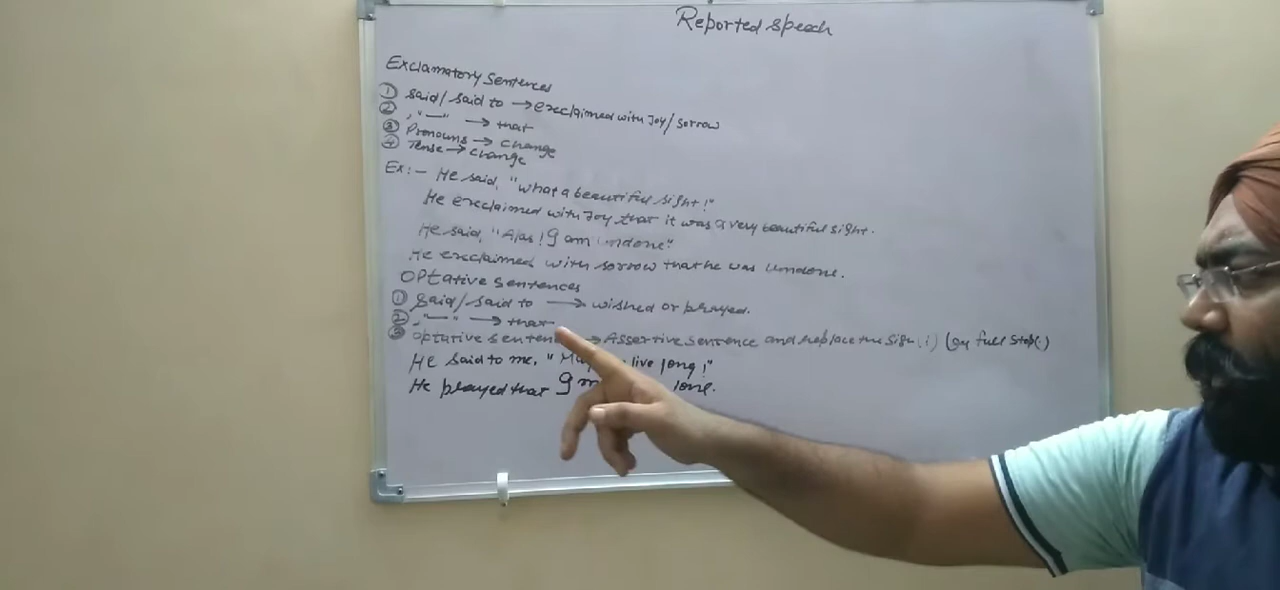 Reported speech
Exclamatory Sentences
① said/said to → exclaimed with Joy/sorrow
② , "—" → that
③ Pronouns → change
④ Tense → change
Ex:- He said, "what a beautiful sight!"
He exclaimed with Joy that it was a very beautiful sight.
He said, "Alas! I am undone"
He exclaimed with sorrow that he was undone.
Optative sentences
① said/said to → wished or prayed.
② , "—" → that
③ optative senten → Assertive sentence and replace the sign (!) (by full stop(.)
He said to me, "May live long!"
He prayed that I long.